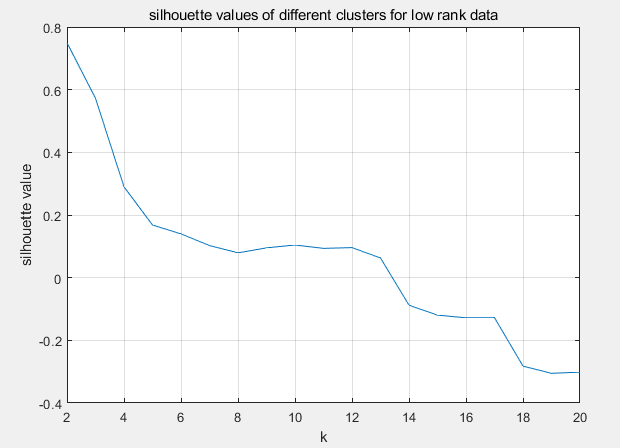 silhouette values of different clusters for low rank data
0.8
0.6
0.4
0.2
0
-0.2
-0.4
silhouette value
2 4 6 8 10 12 14 16 18 20
k